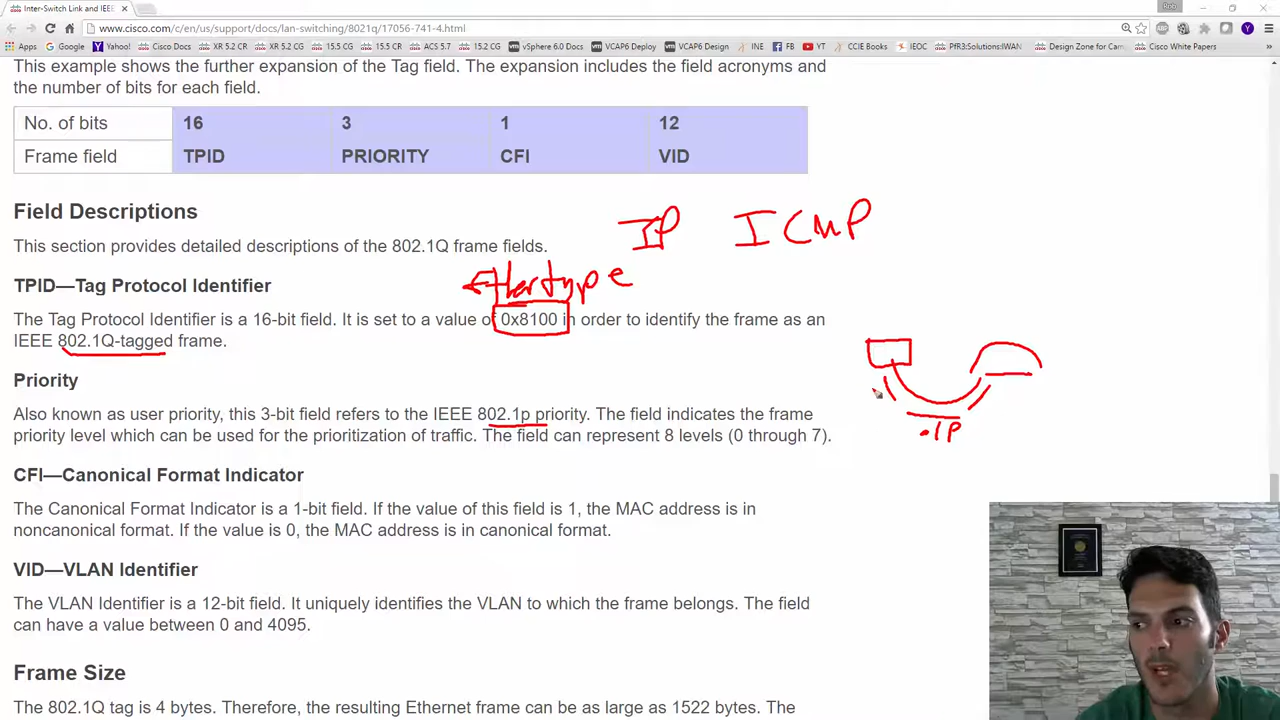 Inter-Switch Link and IEEE
Rob
www.cisco.com/c/en/us/support/docs/lan-switching/8021q/17056-741-4.html
Apps Google Yahoo! Cisco Docs XR 5.2 CR XR 5.2 CG 15.5 CG 15.5 CR ACS 5.7 15.2 CG vSphere 6.0 Docs VCAP6 Deploy VCAP6 Design INE FB YT CCIE Books IEOC PfR3:Solutions:IWAN Design Zone for Cam Cisco White Papers
This example shows the further expansion of the Tag field. The expansion includes the field acronyms and
the number of bits for each field.
No. of bits 16 3 1 12
Frame field TPID PRIORITY CFI VID
Field Descriptions
IP ICMP
This section provides detailed descriptions of the 802.1Q frame fields.
Ethertype
TPID—Tag Protocol Identifier
The Tag Protocol Identifier is a 16-bit field. It is set to a value of 0x8100 in order to identify the frame as an
IEEE 802.1Q-tagged frame.
Priority
Also known as user priority, this 3-bit field refers to the IEEE 802.1p priority. The field indicates the frame
priority level which can be used for the prioritization of traffic. The field can represent 8 levels (0 through 7).
.1P
CFI—Canonical Format Indicator
The Canonical Format Indicator is a 1-bit field. If the value of this field is 1, the MAC address is in
noncanonical format. If the value is 0, the MAC address is in canonical format.
VID—VLAN Identifier
The VLAN Identifier is a 12-bit field. It uniquely identifies the VLAN to which the frame belongs. The field
can have a value between 0 and 4095.
Frame Size
The 802.1Q tag is 4 bytes. Therefore, the resulting Ethernet frame can be as large as 1522 bytes. The